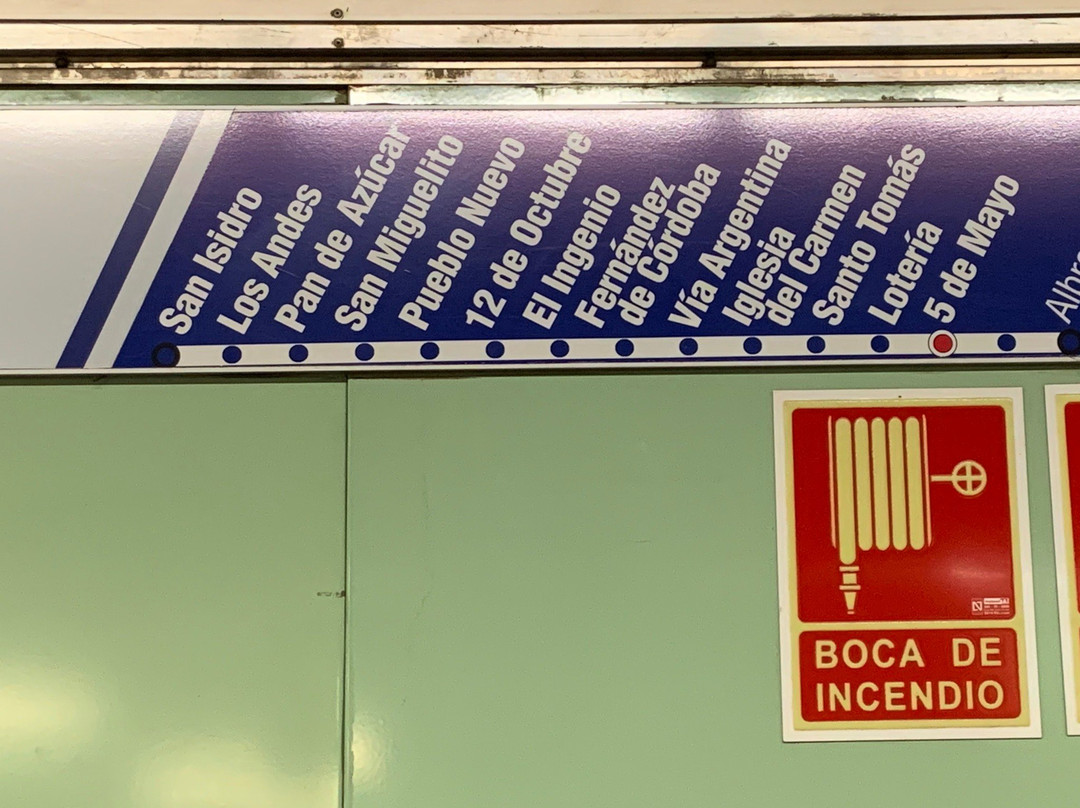 San Isidro
Los Andes
Pan de Azúcar
San Miguelito
Pueblo Nuevo
12 de Octubre
El Ingenio
Fernández
de Córdoba
Vía Argentina
Iglesia
del Carmen
Santo Tomás
Lotería
5 de Mayo
BOCA DE
INCENDIO